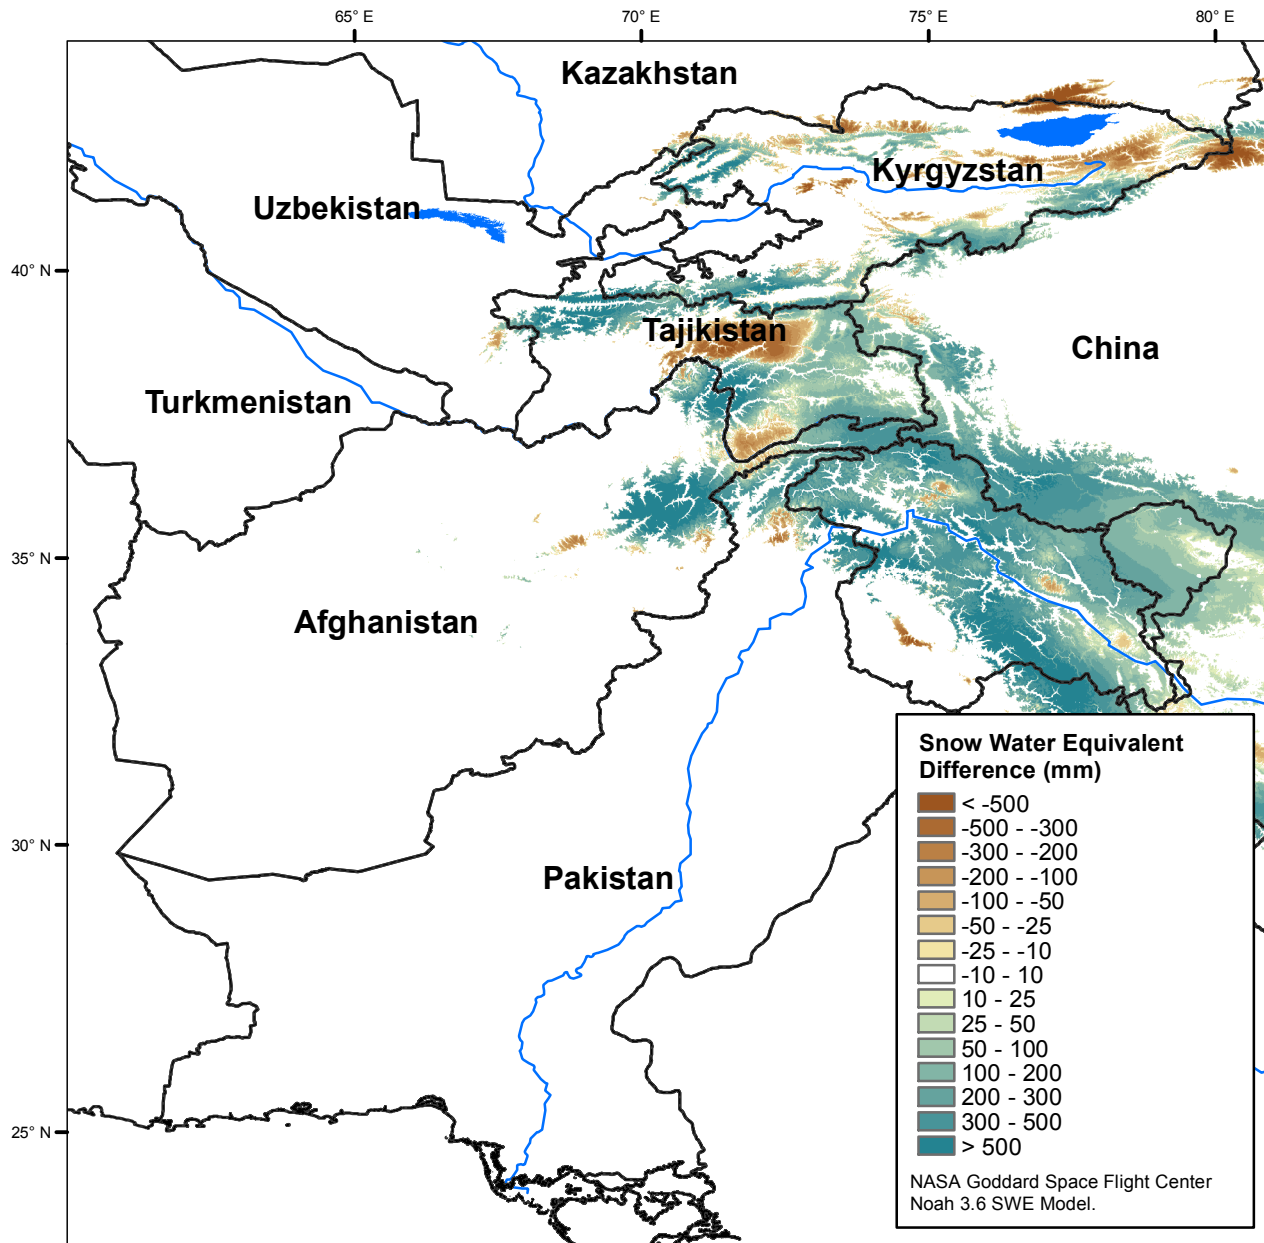 65° E
70° E
75° E
80° E
Kazakhstan
Kyrgyzstan
Uzbekistan
40° N
Tajikistan
China
Turkmenistan
35° N
Afghanistan
Snow Water Equivalent
Difference (mm)
< -500
-500 - -300
-300 - -200
-200 - -100
-100 - -50
-50 - -25
-25 - -10
-10 - 10
10 - 25
25 - 50
50 - 100
100 - 200
200 - 300
300 - 500
> 500
NASA Goddard Space Flight Center
Noah 3.6 SWE Model.
30° N
Pakistan
25° N